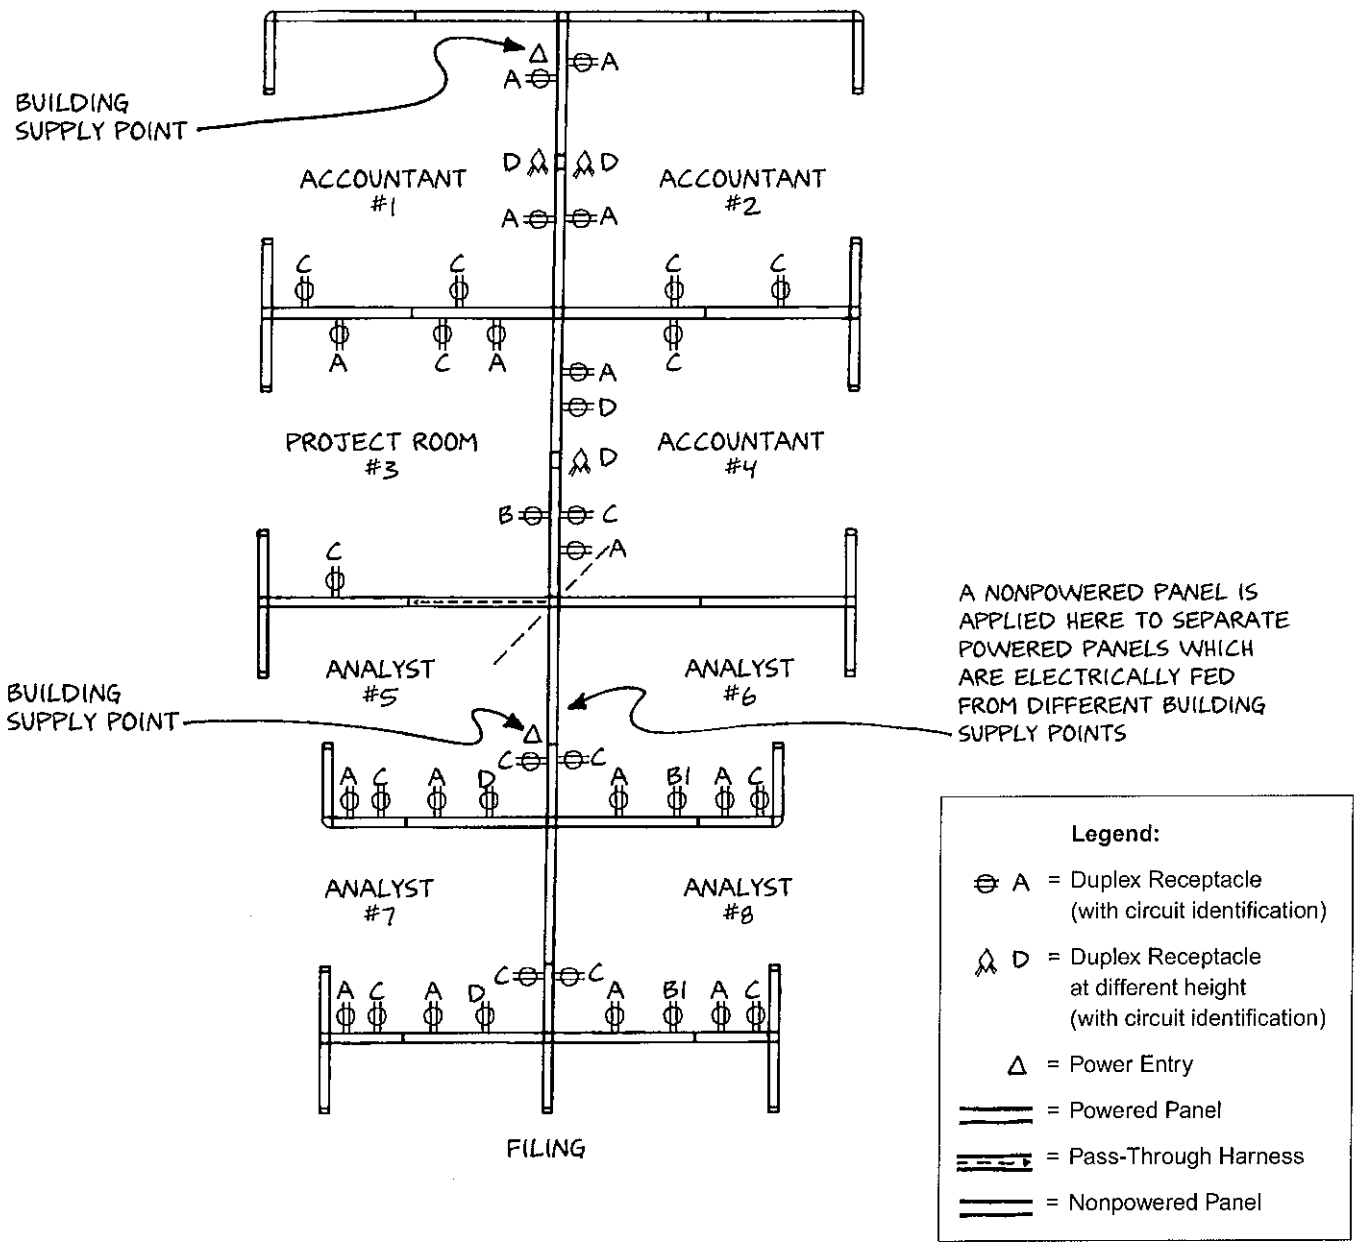 BUILDING
SUPPLY POINT
A
A
D
D
ACCOUNTANT
#1
ACCOUNTANT
#2
A
A
C
C
C
C
A
C
A
C
A
D
PROJECT ROOM
#3
D
ACCOUNTANT
#4
B
C
A
C
A NONPOWERED PANEL IS
APPLIED HERE TO SEPARATE
POWERED PANELS WHICH
ARE ELECTRICALLY FED
FROM DIFFERENT BUILDING
SUPPLY POINTS
ANALYST
#5
ANALYST
#6
BUILDING
SUPPLY POINT
C
C
A
C
A
D
A
B1
A
C
ANALYST
#7
ANALYST
#8
C
C
A
C
A
D
A
B1
A
C
FILING
Legend:
A = Duplex Receptacle
(with circuit identification)
D = Duplex Receptacle
at different height
(with circuit identification)
= Power Entry
= Powered Panel
= Pass-Through Harness
= Nonpowered Panel